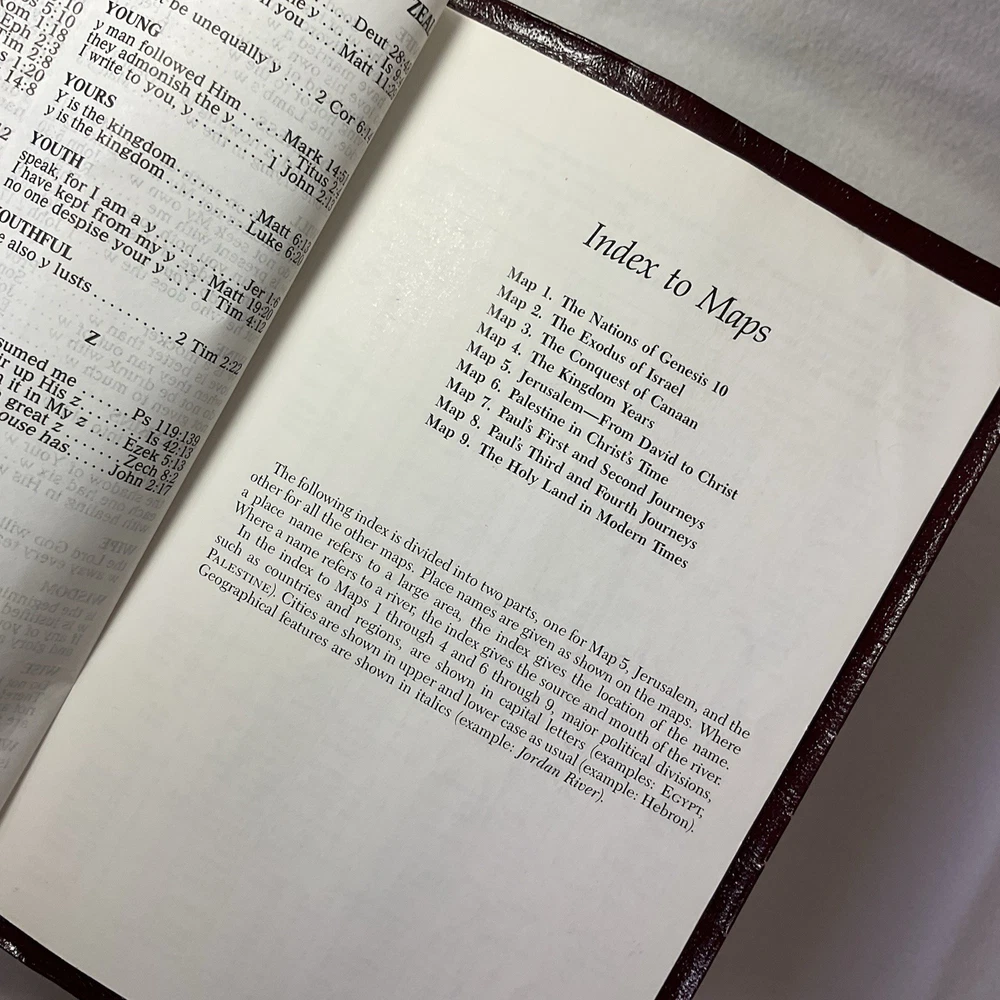 ZEA
Deut 28:
be unequally y 2 Cor 6:14
YOUNG
y man followed Him Mark 14:51
they admonish the y Titus 2:
I write to you, y 1 John 2:13
YOURS
y is the kingdom Matt 6:13
y is the kingdom Luke 6:20
YOUTH
speak, for I am a y Jer 1:6
I have kept from my y Matt 19:20
no one despise your y 1 Tim 4:12
YOUTHFUL
also y lusts 2 Tim 2:22
Z
sumed me Ps 119:139
ir up His z Is 42:13
it in My z Ezek 5:13
great z Zech 8:2
ouse has John 2:17
Index to Maps
Map 1. The Nations of Genesis 10
Map 2. The Exodus of Israel
Map 3. The Conquest of Canaan
Map 4. The Kingdom Years
Map 5. Jerusalem—From David to Christ
Map 6. Palestine in Christ's Time
Map 7. Paul's First and Second Journeys
Map 8. Paul's Third and Fourth Journeys
Map 9. The Holy Land in Modern Times
The following index is divided into two parts, one for Map 5, Jerusalem, and the
other for all the other maps. Place names are given as shown on the maps. Where
a place name refers to a large area, the index gives the location of the name.
Where a name refers to a river, the index gives the source and mouth of the river.
In the index to Maps 1 through 4 and 6 through 9, major political divisions,
such as countries and regions, are shown in capital letters (examples: EGYPT,
PALESTINE). Cities are shown in upper and lower case as usual (example: Hebron).
Geographical features are shown in italics (example: Jordan River).